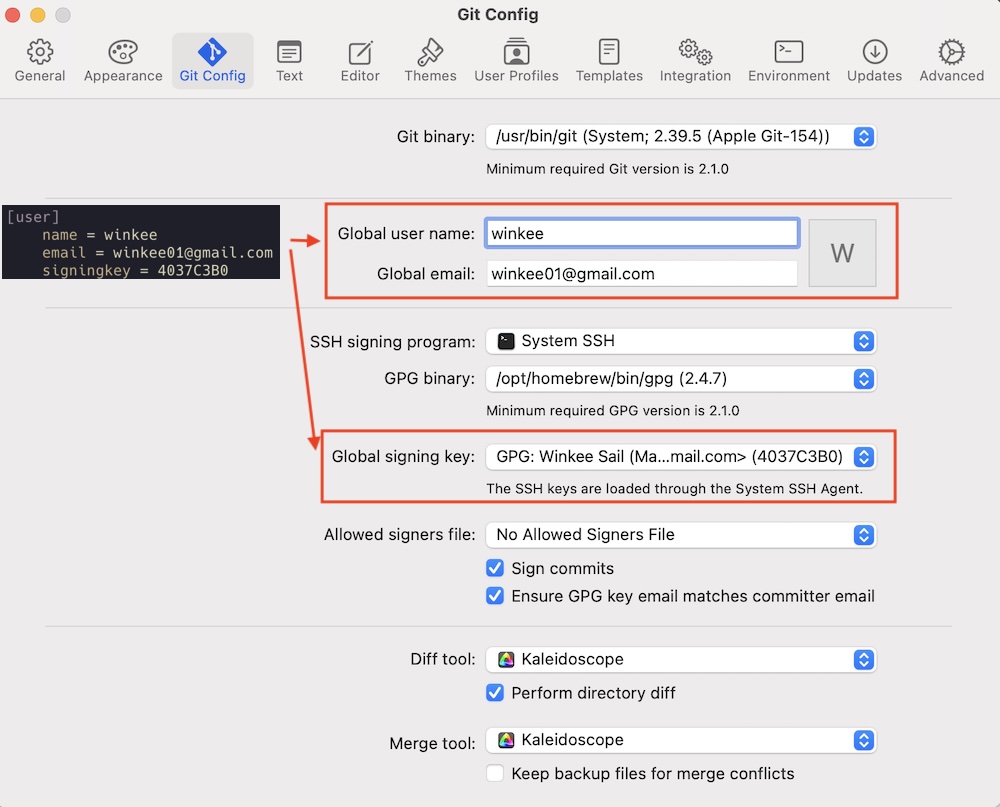 Git Config
General
Appearance
Git Config
Text
Editor
Themes
User Profiles
Templates
Integration
Environment
Updates
Advanced
Git binary: /usr/bin/git (System; 2.39.5 (Apple Git-154))
Minimum required Git version is 2.1.0
[user]
name = winkee
email = winkee01@gmail.com
signingkey = 4037C3B0
Global user name: winkee
W
Global email: winkee01@gmail.com
SSH signing program: System SSH
GPG binary: /opt/homebrew/bin/gpg (2.4.7)
Minimum required GPG version is 2.1.0
Global signing key: GPG: Winkee Sail (Ma...mail.com> (4037C3B0)
The SSH keys are loaded through the System SSH Agent.
Allowed signers file: No Allowed Signers File
Sign commits
Ensure GPG key email matches committer email
Diff tool: Kaleidoscope
Perform directory diff
Merge tool: Kaleidoscope
Keep backup files for merge conflicts